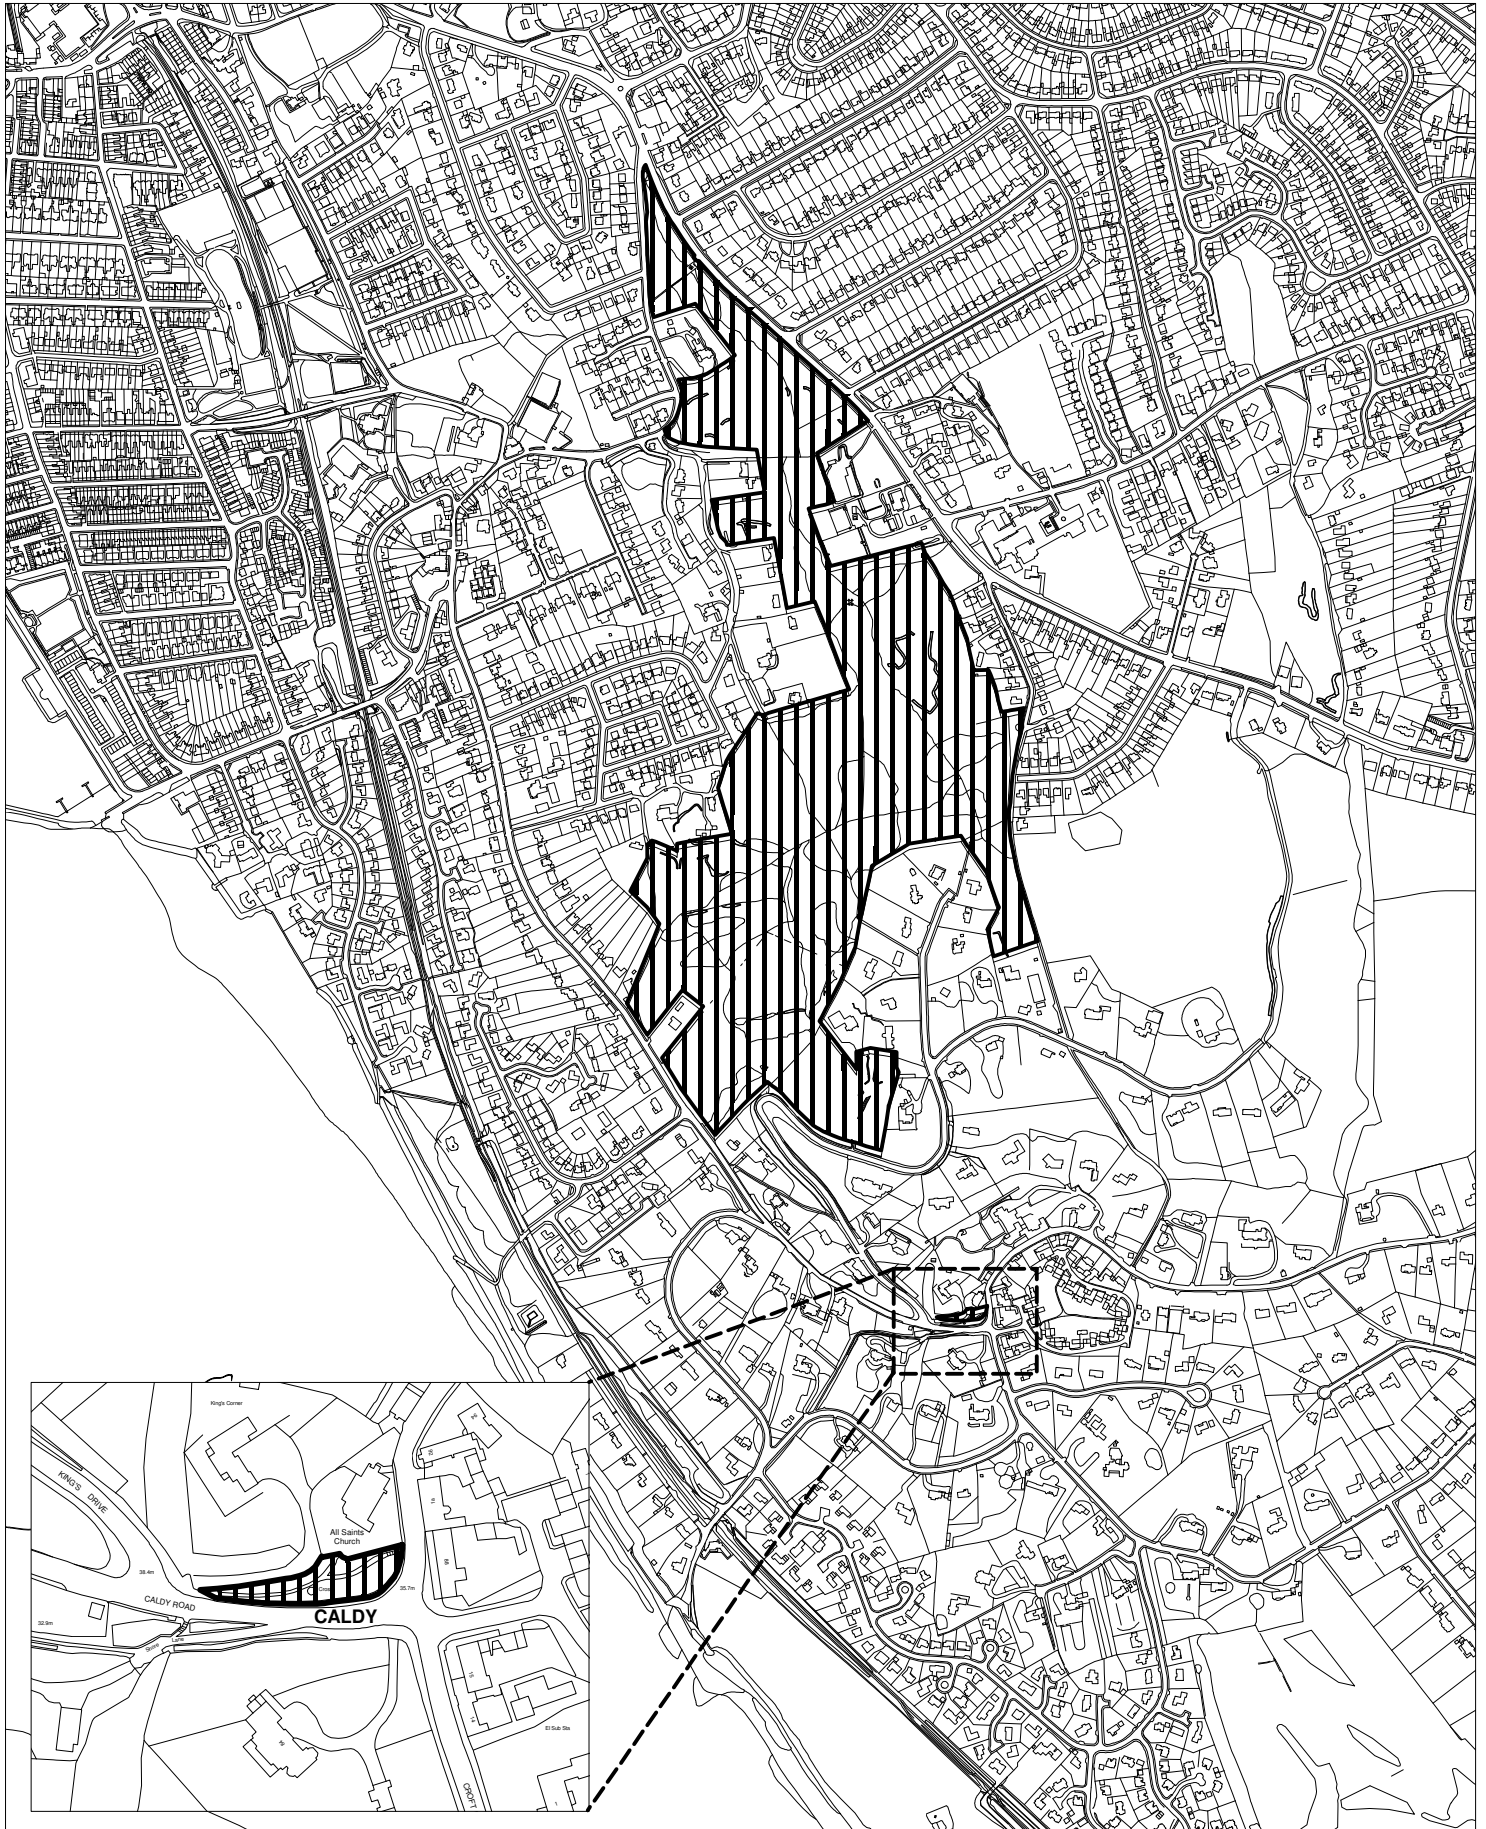 King's Corner
KING'S DRIVE
All Saints
Church
38.4m
CALDY ROAD
35.7m
CALDY
32.9m
Lane
El Sub Sta
CROFT